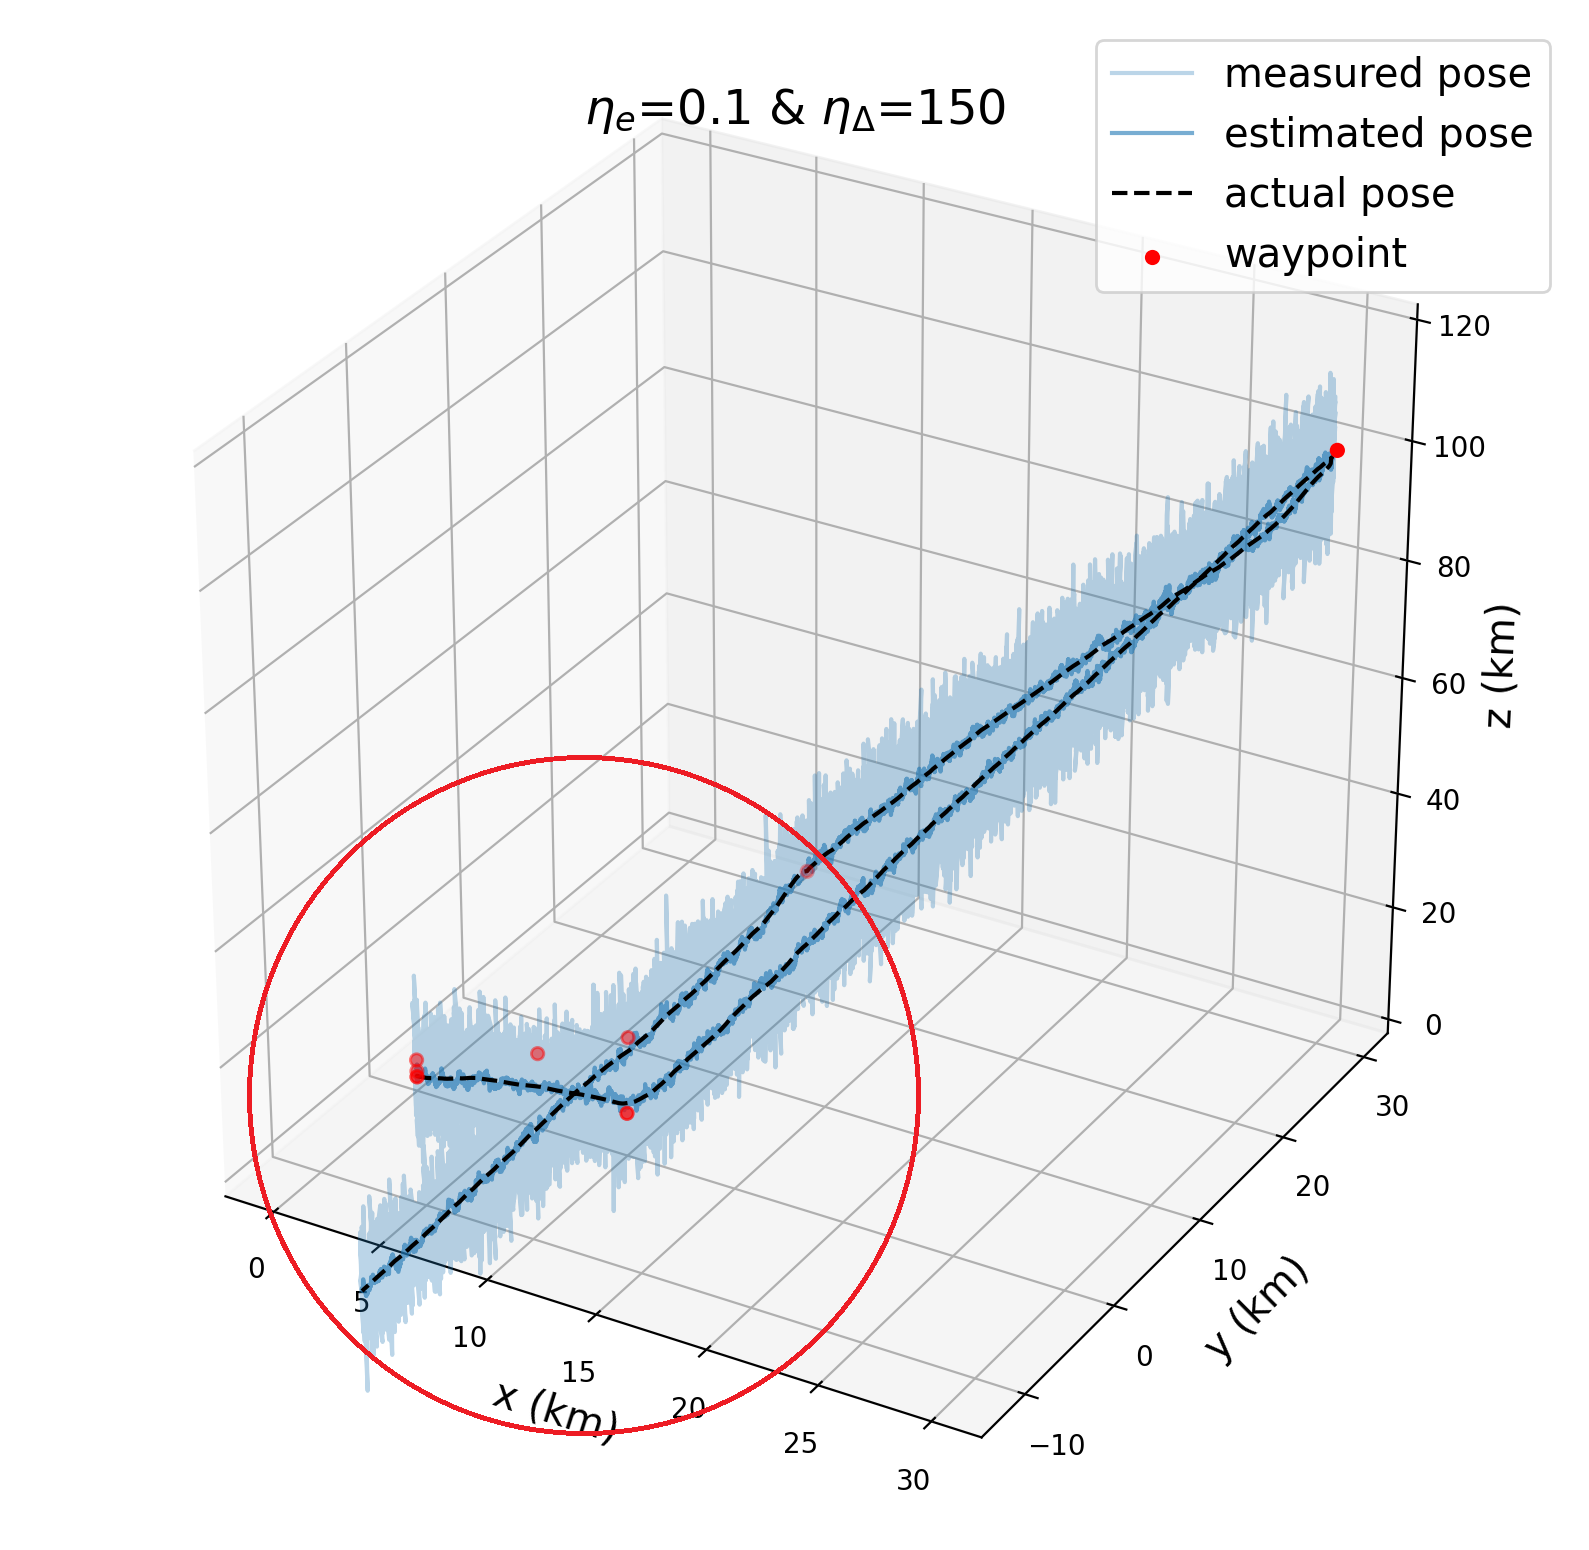 ηₑ=0.1 & η_Δ=150
measured pose
estimated pose
actual pose
waypoint
120
100
80
60
40
20
0
z (km)
30
20
10
0
−10
y (km)
0
5
10
15
20
25
30
x (km)